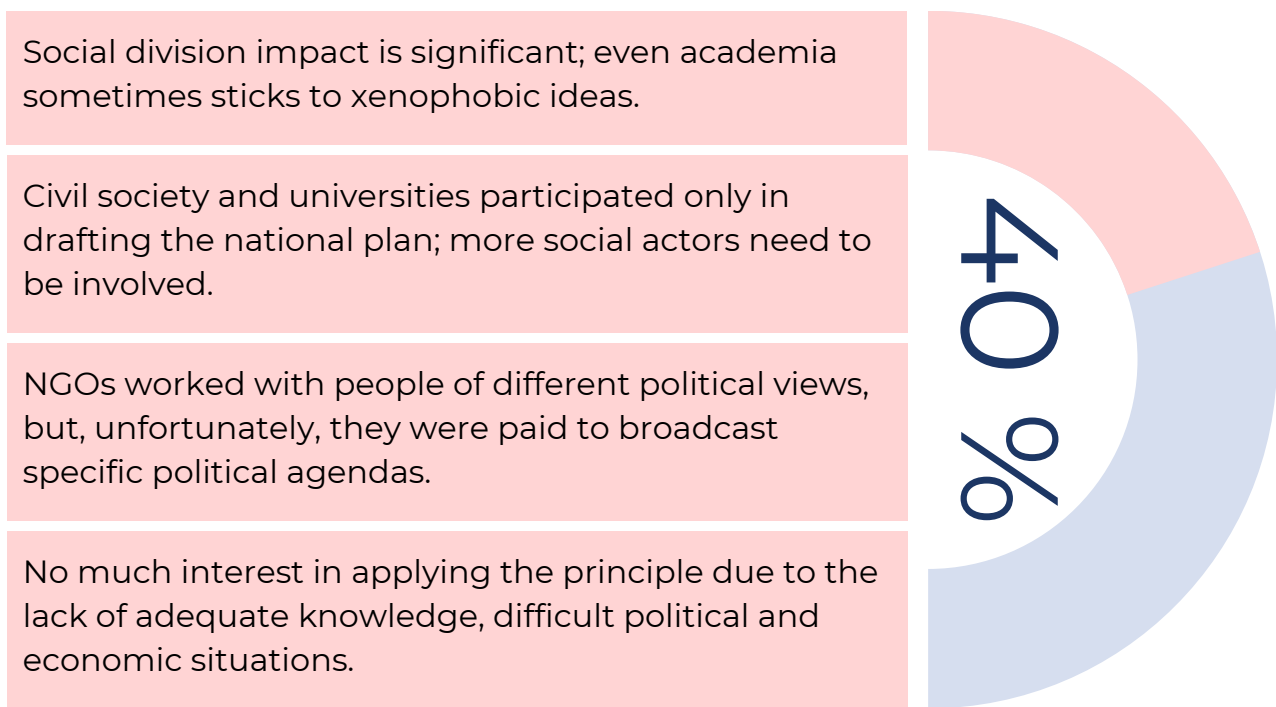 Social division impact is significant; even academia
sometimes sticks to xenophobic ideas.
Civil society and universities participated only in
drafting the national plan; more social actors need to
be involved.
NGOs worked with people of different political views,
but, unfortunately, they were paid to broadcast
specific political agendas.
No much interest in applying the principle due to the
lack of adequate knowledge, difficult political and
economic situations.
40 %